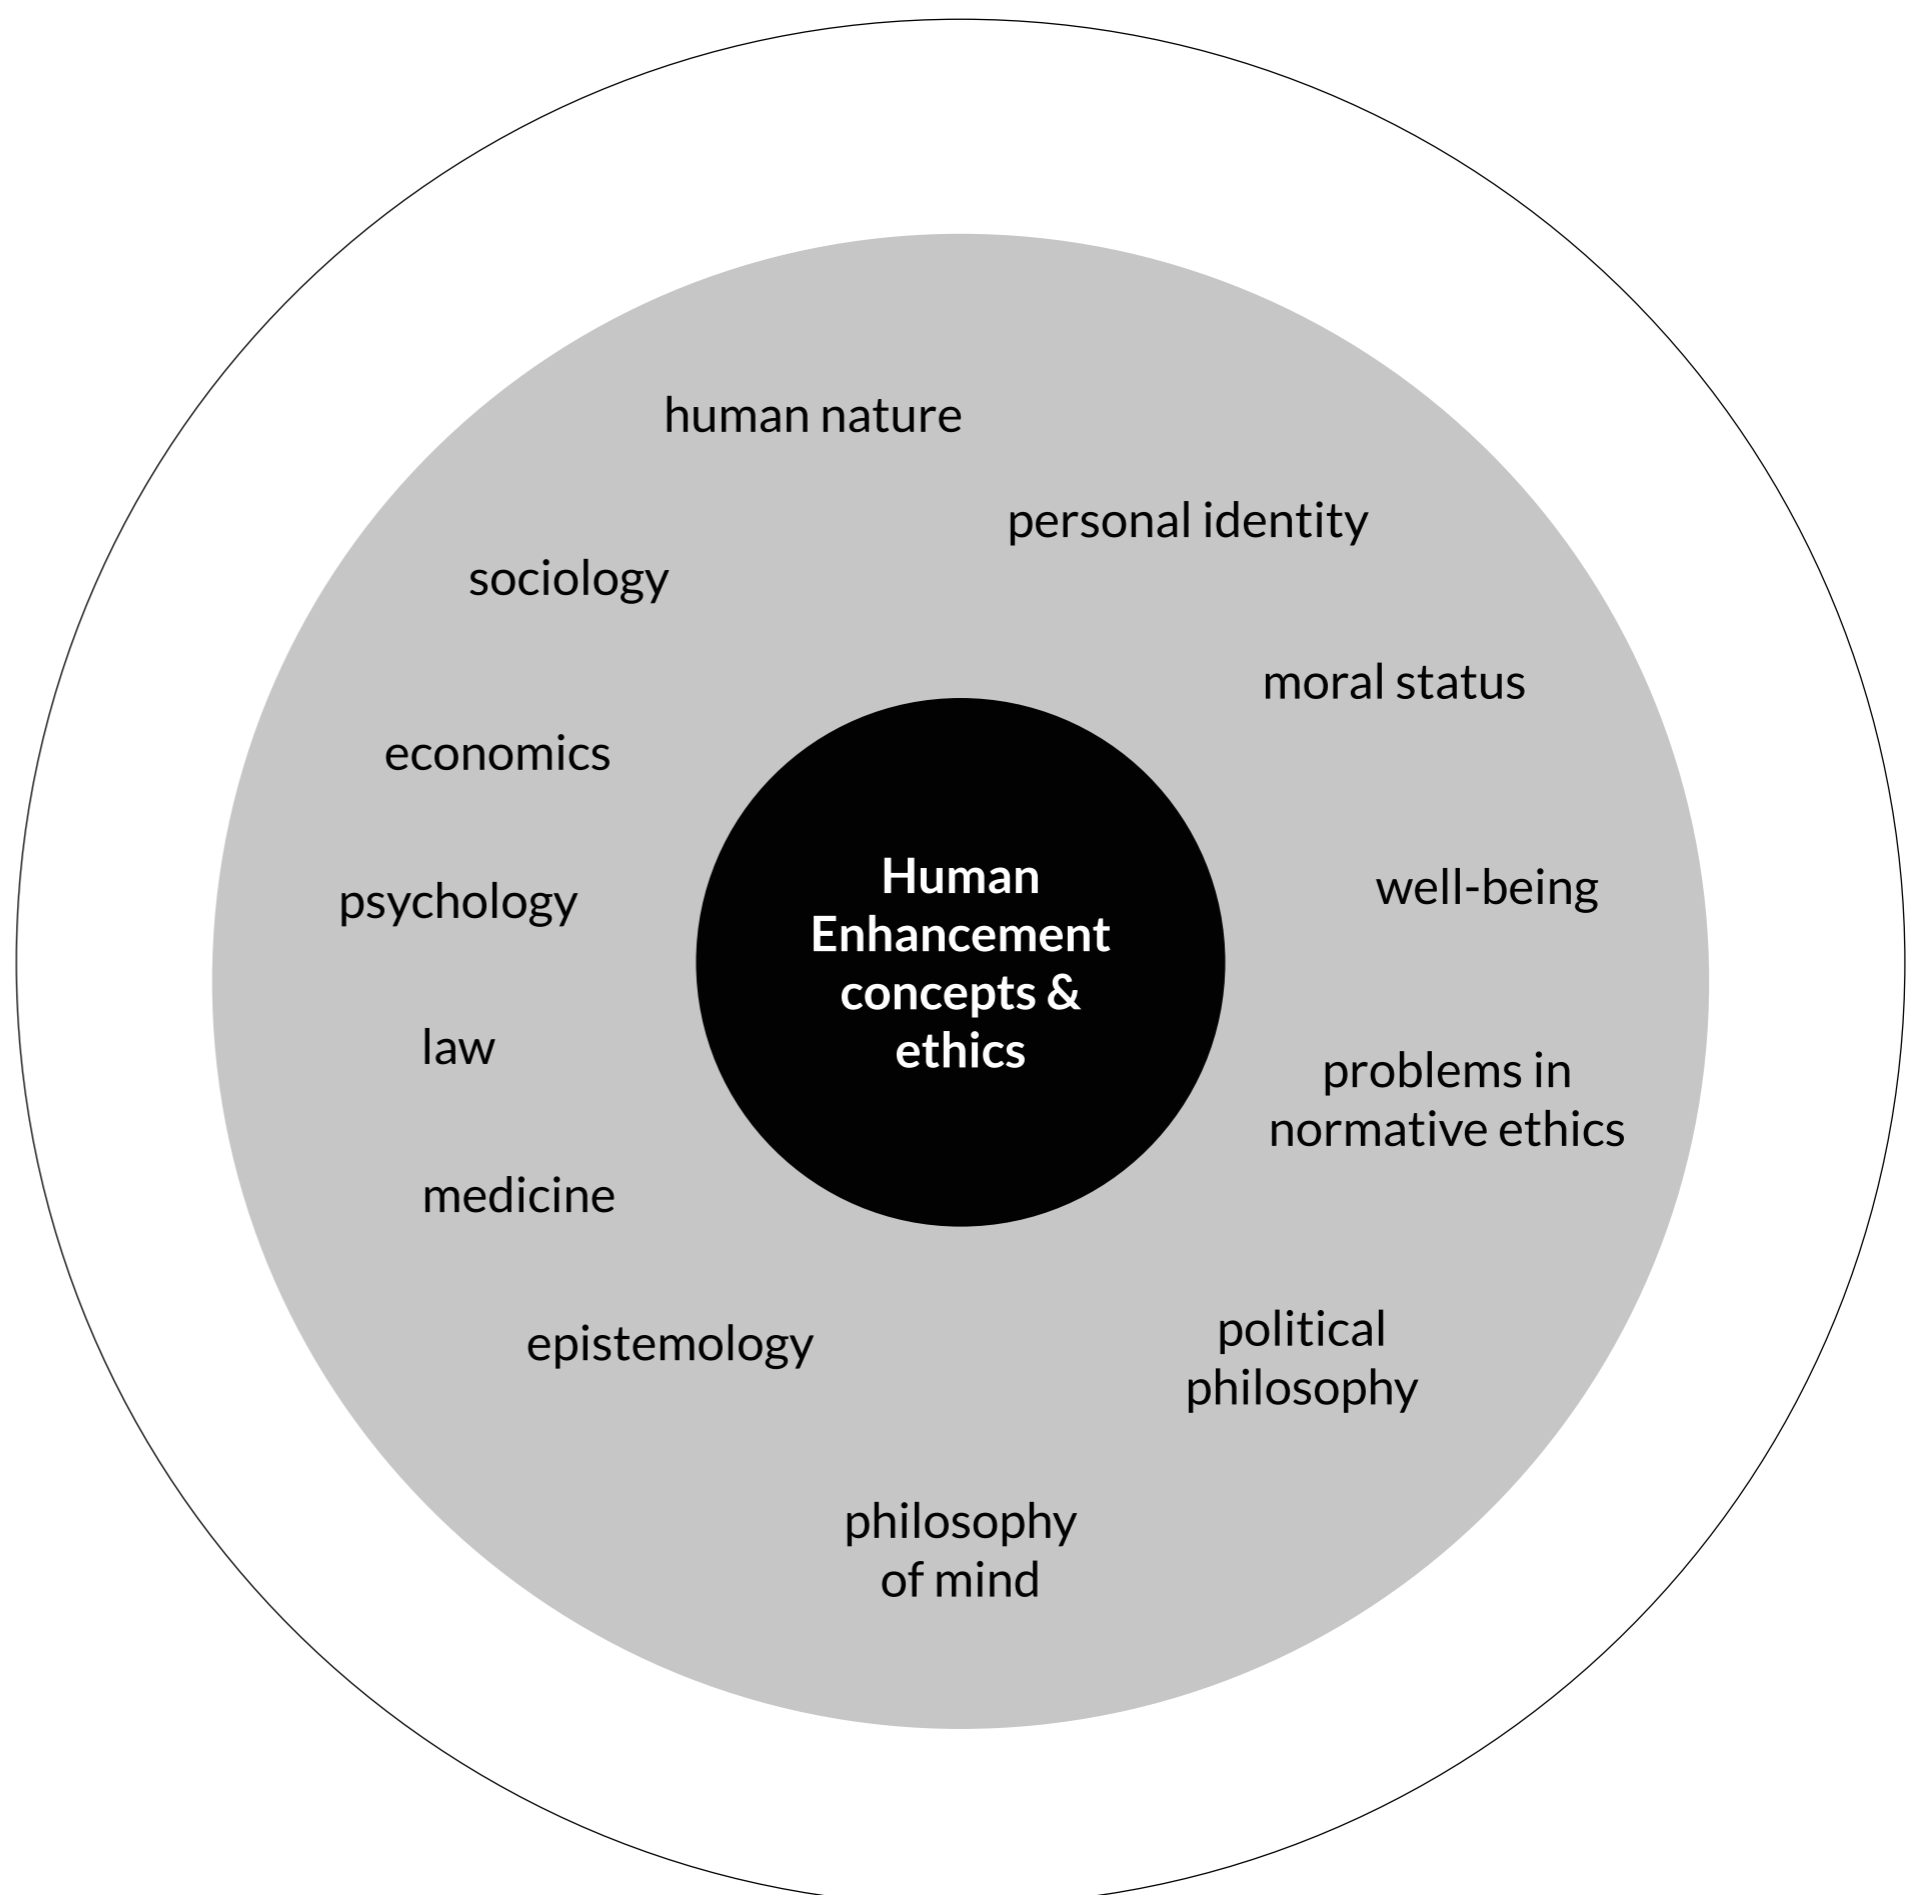 human nature
personal identity
sociology
moral status
economics
Human
Enhancement
concepts &
ethics
well-being
psychology
law
problems in
normative ethics
medicine
epistemology
political
philosophy
philosophy
of mind